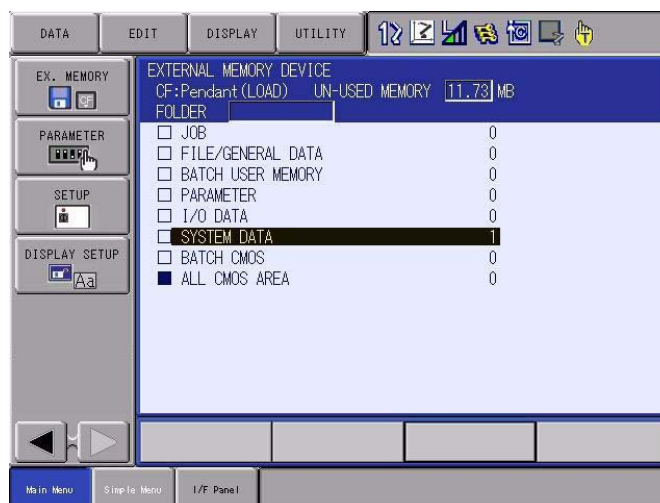 DATA EDIT DISPLAY UTILITY
EX. MEMORY
CF
PARAMETER
SETUP
DISPLAY SETUP
Aa
EXTERNAL MEMORY DEVICE
CF:Pendant(LOAD) UN-USED MEMORY 11.73 MB
FOLDER
JOB 0
FILE/GENERAL DATA 0
BATCH USER MEMORY 0
PARAMETER 0
I/O DATA 0
SYSTEM DATA 1
BATCH CMOS 0
ALL CMOS AREA 0
Main Menu Simple Menu I/F Panel